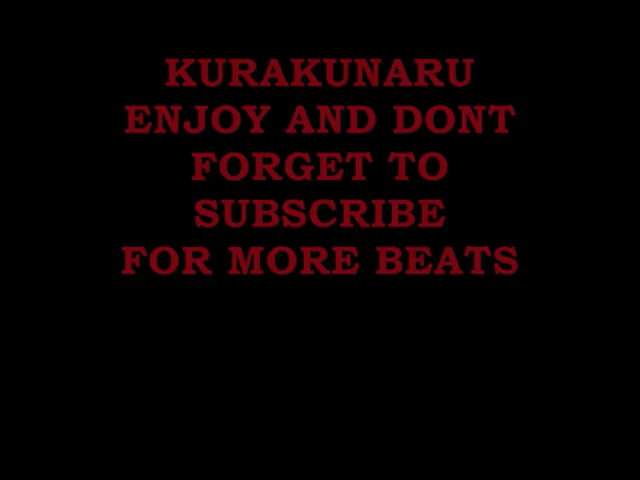 KURAKUNARU
ENJOY AND DONT
FORGET TO
SUBSCRIBE
FOR MORE BEATS